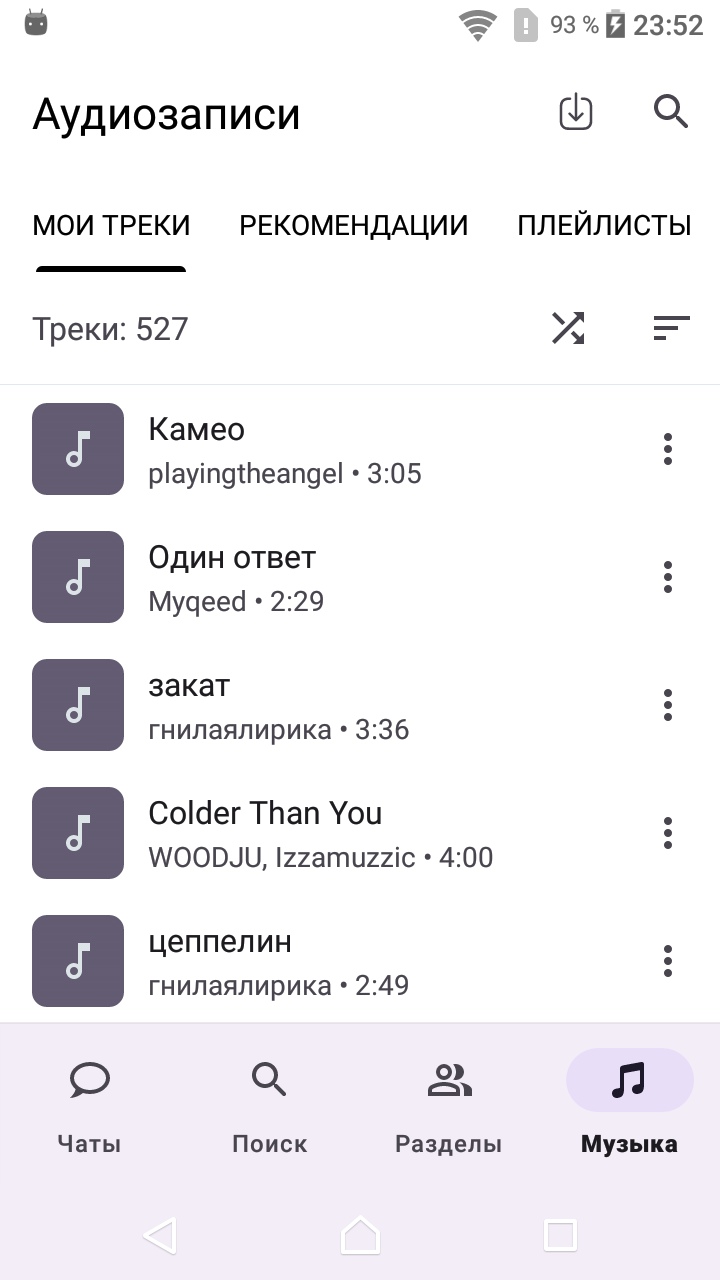 93 % 23:52
Аудиозаписи
МОИ ТРЕКИ РЕКОМЕНДАЦИИ ПЛЕЙЛИСТЫ
Треки: 527
Камео
playingtheangel • 3:05
Один ответ
Myqeed • 2:29
закат
гнилаялирика • 3:36
Colder Than You
WOODJU, Izzamuzzic • 4:00
цеппелин
гнилаялирика • 2:49
Чаты Поиск Разделы Музыка